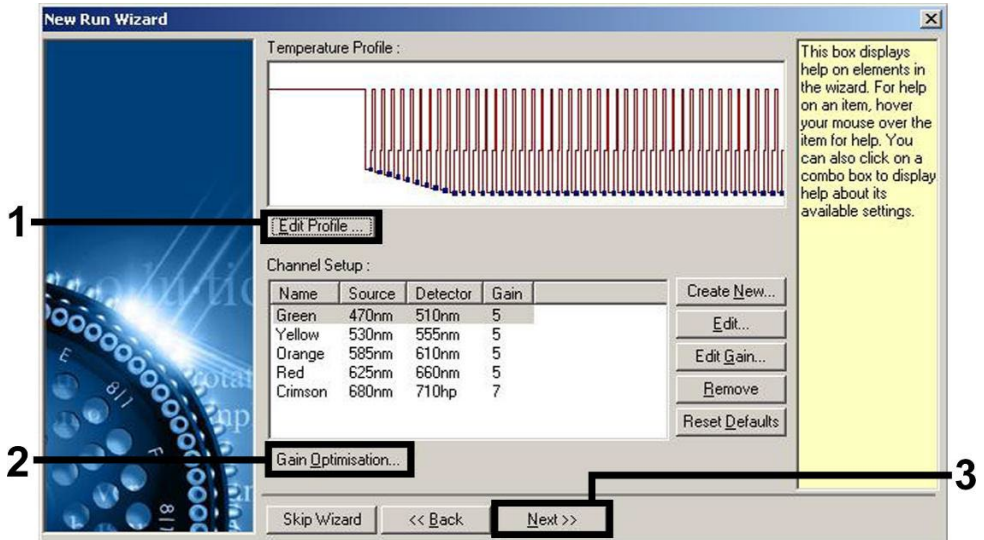 New Run Wizard
Temperature Profile :
This box displays
help on elements in
the wizard. For help
on an item, hover
your mouse over the
item for help. You
can also click on a
combo box to display
help about its
available settings.
1
Edit Profile ...
Channel Setup :
Name Source Detector Gain
Green 470nm 510nm 5
Yellow 530nm 555nm 5
Orange 585nm 610nm 5
Red 625nm 660nm 5
Crimson 680nm 710hp 7
Create New...
Edit...
Edit Gain...
Remove
Reset Defaults
2
Gain Optimisation...
3
Skip Wizard
<< Back
Next >>